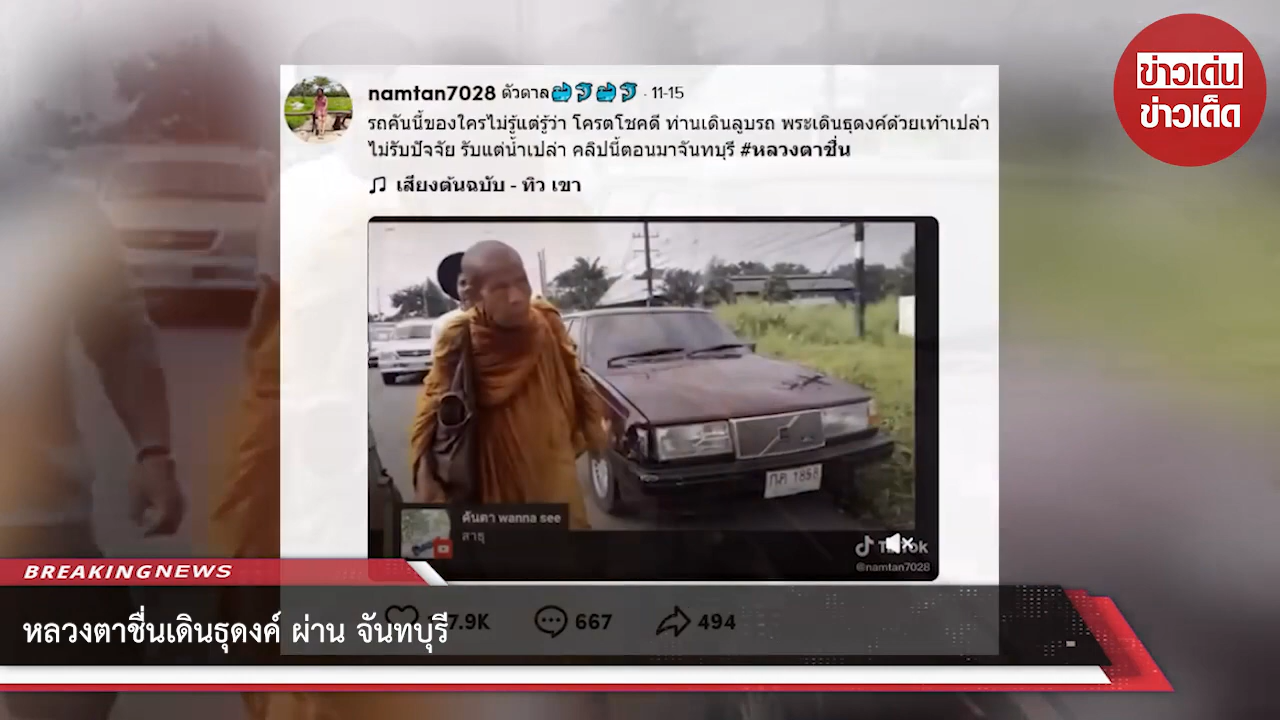 ข่าวเด่น
ข่าวเด็ด
namtan7028 ตัวตาล · 11-15
รถคันนี้ของใครไม่รู้แต่รู้ว่า โครตโชคดี ท่านเดินลูบรถ พระเดินธุดงค์ด้วยเท้าเปล่า
ไม่รับปัจจัย รับแต่น้ำเปล่า คลิปนี้ตอนมาจันทบุรี #หลวงตาชื่น
เสียงต้นฉบับ - ทิว เขา
1868
wanna see
สาธุ
@namtan7028
7.9K
667
494
BREAKINGNEWS
หลวงตาชื่นเดินธุดงค์ ผ่าน จันทบุรี